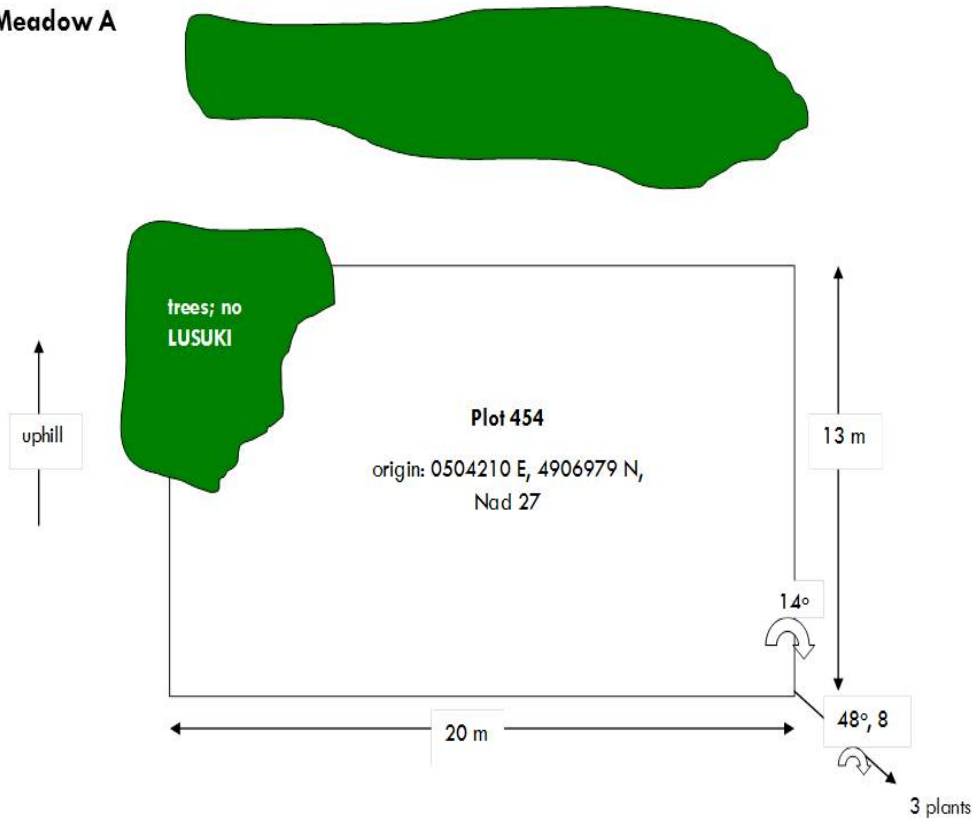 Meadow A
trees; no
LUSUKI
uphill
Plot 454
origin: 0504210 E, 4906979 N,
Nad 27
13 m
14°
20 m
48°, 8
3 plants